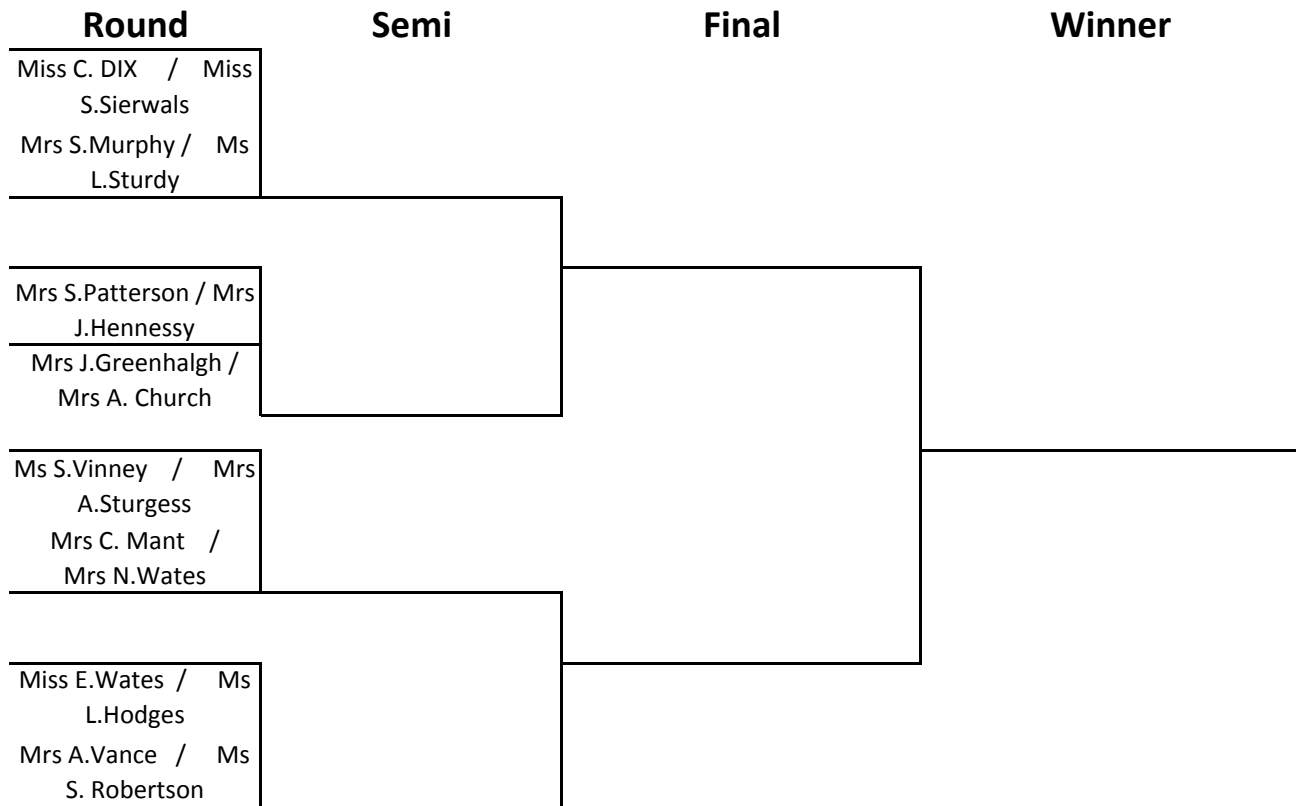 Round Semi Final Winner
Miss C. DIX / Miss
S.Sierwals
Mrs S.Murphy / Ms
L.Sturdy
Mrs S.Patterson / Mrs
J.Hennessy
Mrs J.Greenhalgh /
Mrs A. Church
Ms S.Vinney / Mrs
A.Sturgess
Mrs C. Mant /
Mrs N.Wates
Miss E.Wates / Ms
L.Hodges
Mrs A.Vance / Ms
S. Robertson